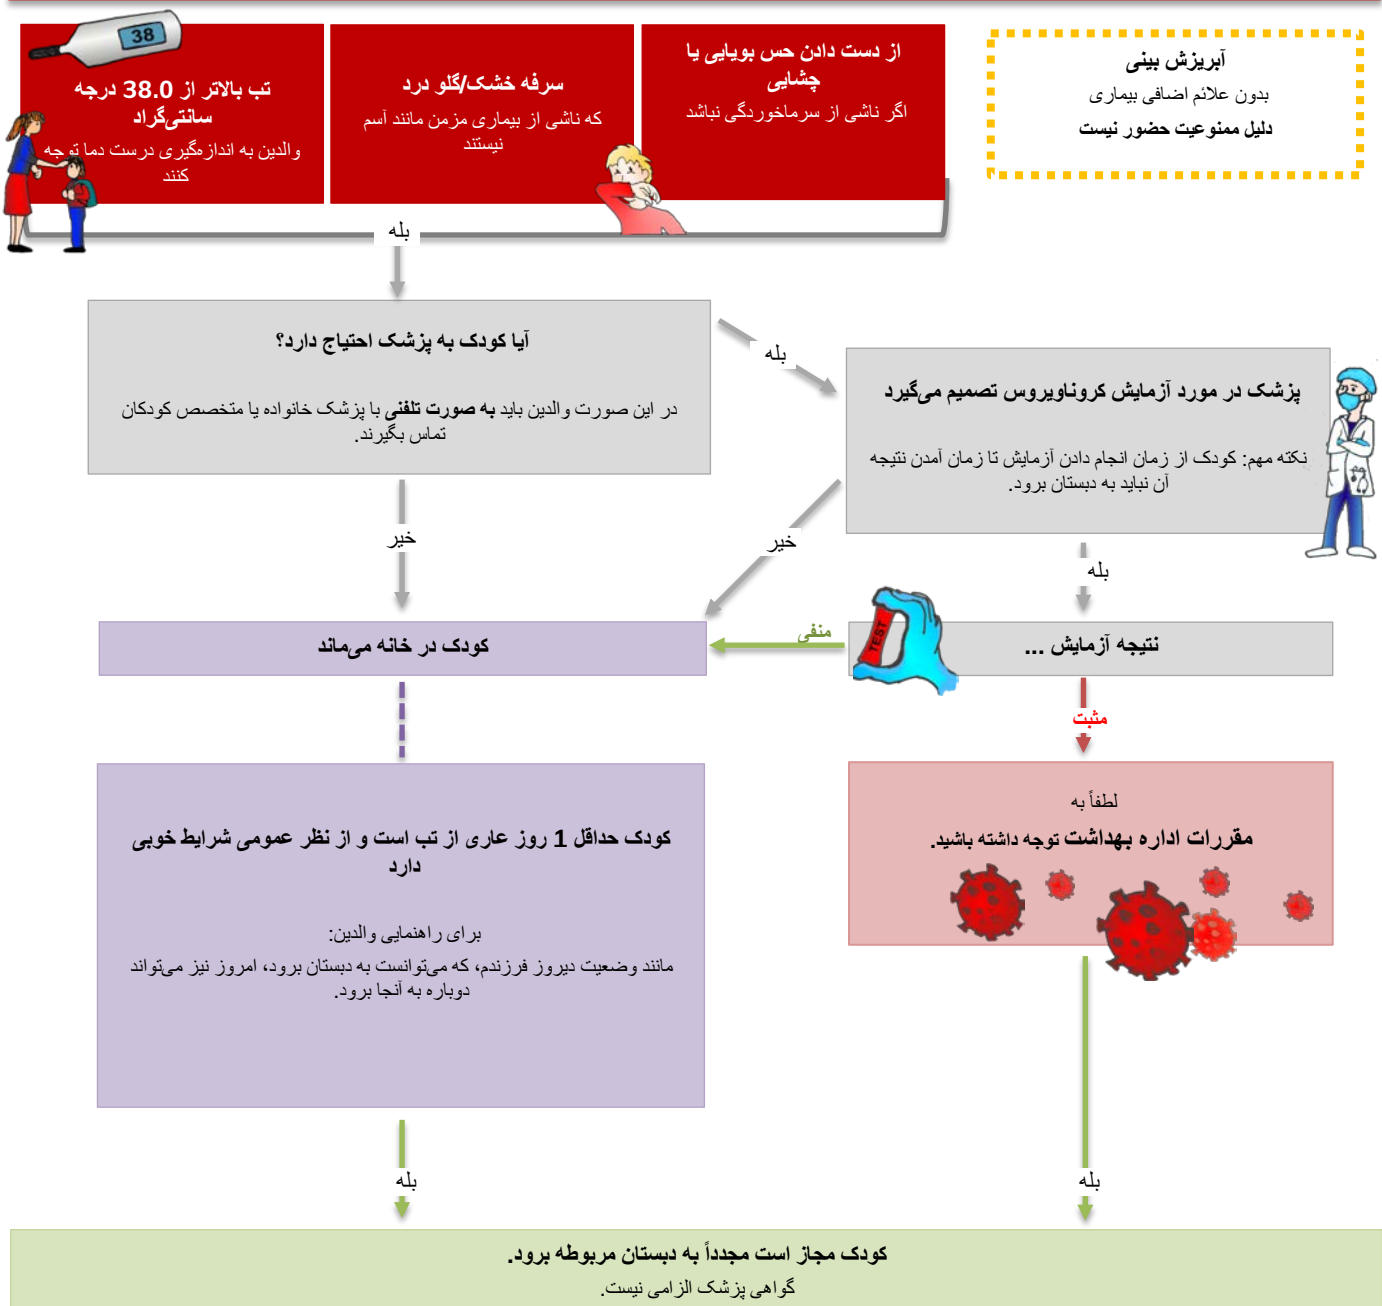 آبریزش بینی
بدون علائم اضافی بیماری
دلیل ممنوعیت حضور نیست
از دست دادن حس بویایی یا
چشایی
اگر ناشی از سرماخوردگی نباشد
سرفه خشک/گلو درد
که ناشی از بیماری مزمن مانند آسم
نیستند
38
تب بالاتر از 38.0 درجه
سانتی‌گراد
والدین به اندازه‌گیری درست دما توجه
کنند
بله
آیا کودک به پزشک احتیاج دارد؟
در این صورت والدین باید به صورت تلفنی با پزشک خانواده یا متخصص کودکان
تماس بگیرند.
بله
پزشک در مورد آزمایش کروناویروس تصمیم می‌گیرد
نکته مهم: کودک از زمان انجام دادن آزمایش تا زمان آمدن نتیجه
آن نباید به دبستان برود.
خیر
خیر
بله
نتیجه آزمایش ...
TEST
منفی
کودک در خانه می‌ماند
مثبت
لطفاً به
مقررات اداره بهداشت توجه داشته باشید.
کودک حداقل 1 روز عاری از تب است و از نظر عمومی شرایط خوبی
دارد
برای راهنمایی والدین:
مانند وضعیت دیروز فرزندم، که می‌توانست به دبستان برود، امروز نیز می‌تواند
دوباره به آنجا برود.
بله
بله
کودک مجاز است مجدداً به دبستان مربوطه برود.
گواهی پزشک الزامی نیست.